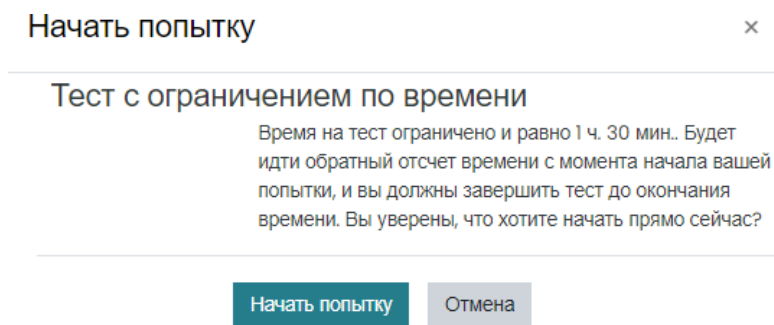 Начать попытку ×
Тест с ограничением по времени
Время на тест ограничено и равно 1 ч. 30 мин.. Будет
идти обратный отсчет времени с момента начала вашей
попытки, и вы должны завершить тест до окончания
времени. Вы уверены, что хотите начать прямо сейчас?
Начать попытку Отмена